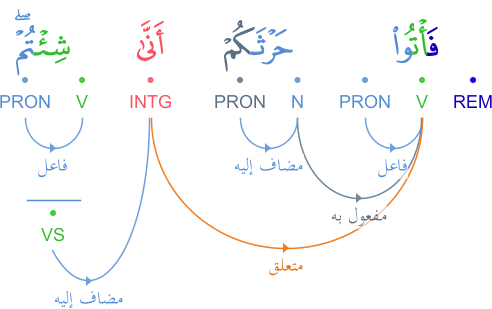 فَأْتُوا۟ حَرْثَكُمْ أَنَّىٰ شِئْتُمْ ۖ
REM V PRON N PRON INTG V PRON
فاعل مضاف إليه فاعل
مفعول به
VS
متعلق
مضاف إليه